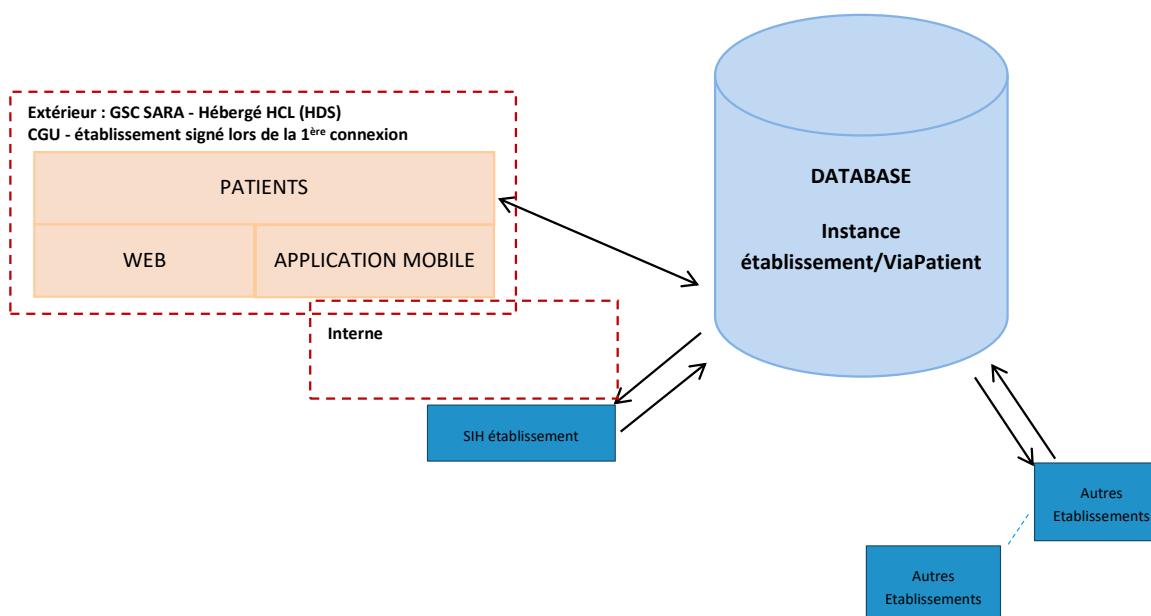 Extérieur : GSC SARA - Hébergé HCL (HDS)
CGU - établissement signé lors de la 1ère connexion
PATIENTS
WEB
APPLICATION MOBILE
Interne
DATABASE
Instance
établissement/ViaPatient
SIH établissement
Autres
Etablissements
Autres
Etablissements